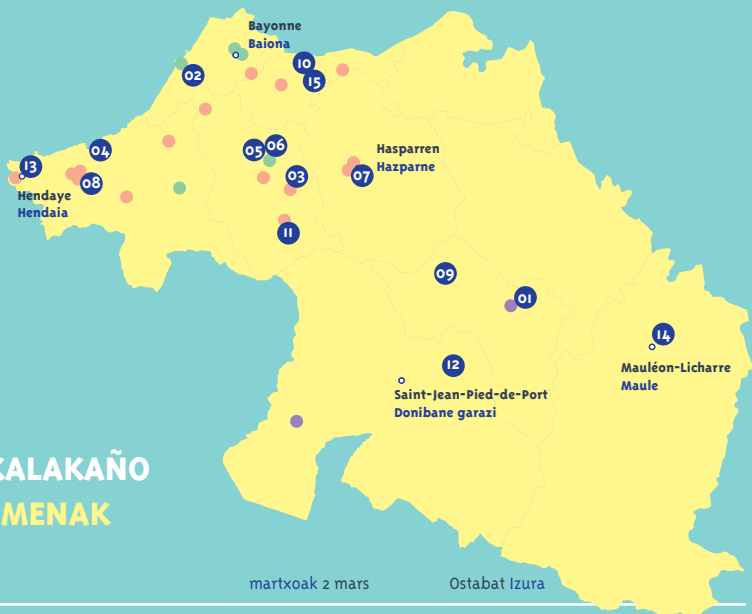 Bayonne
Baiona
10
02
15
04
05 06
Hasparren
Hazparne
13
03
07
08
Hendaye
Hendaia
11
09
01
14
12
Mauléon-Licharre
Maule
Saint-Jean-Pied-de-Port
Donibane garazi
KALAKAÑO
MENAK
martxoak 2 mars
Ostabat Izura